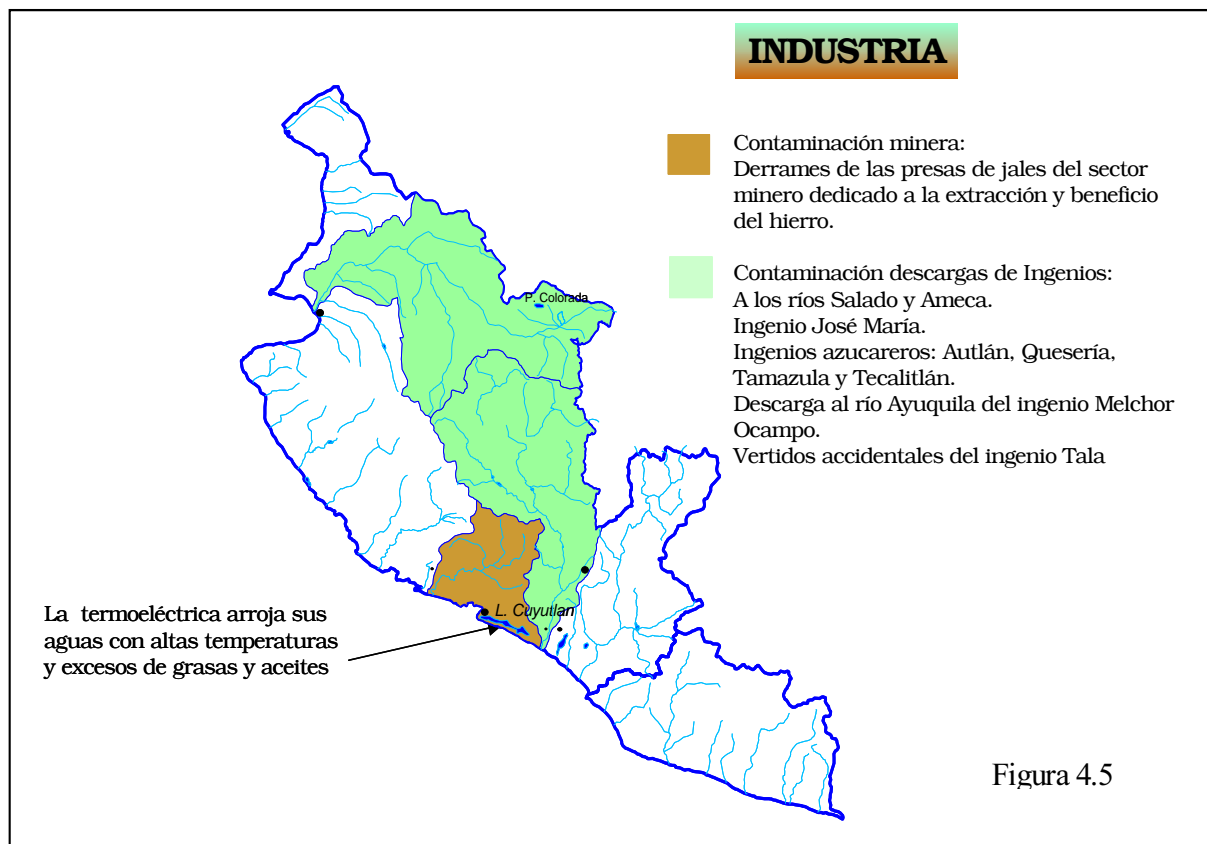 INDUSTRIA
Contaminación minera:
Derrames de las presas de jales del sector
minero dedicado a la extracción y beneficio
del hierro.
Contaminación descargas de Ingenios:
A los ríos Salado y Ameca.
Ingenio José María.
Ingenios azucareros: Autlán, Quesería,
Tamazula y Tecalitlán.
Descarga al río Ayuquila del ingenio Melchor
Ocampo.
Vertidos accidentales del ingenio Tala
P. Colorada
L. Cuyutlan
La termoeléctrica arroja sus
aguas con altas temperaturas
y excesos de grasas y aceites
Figura 4.5